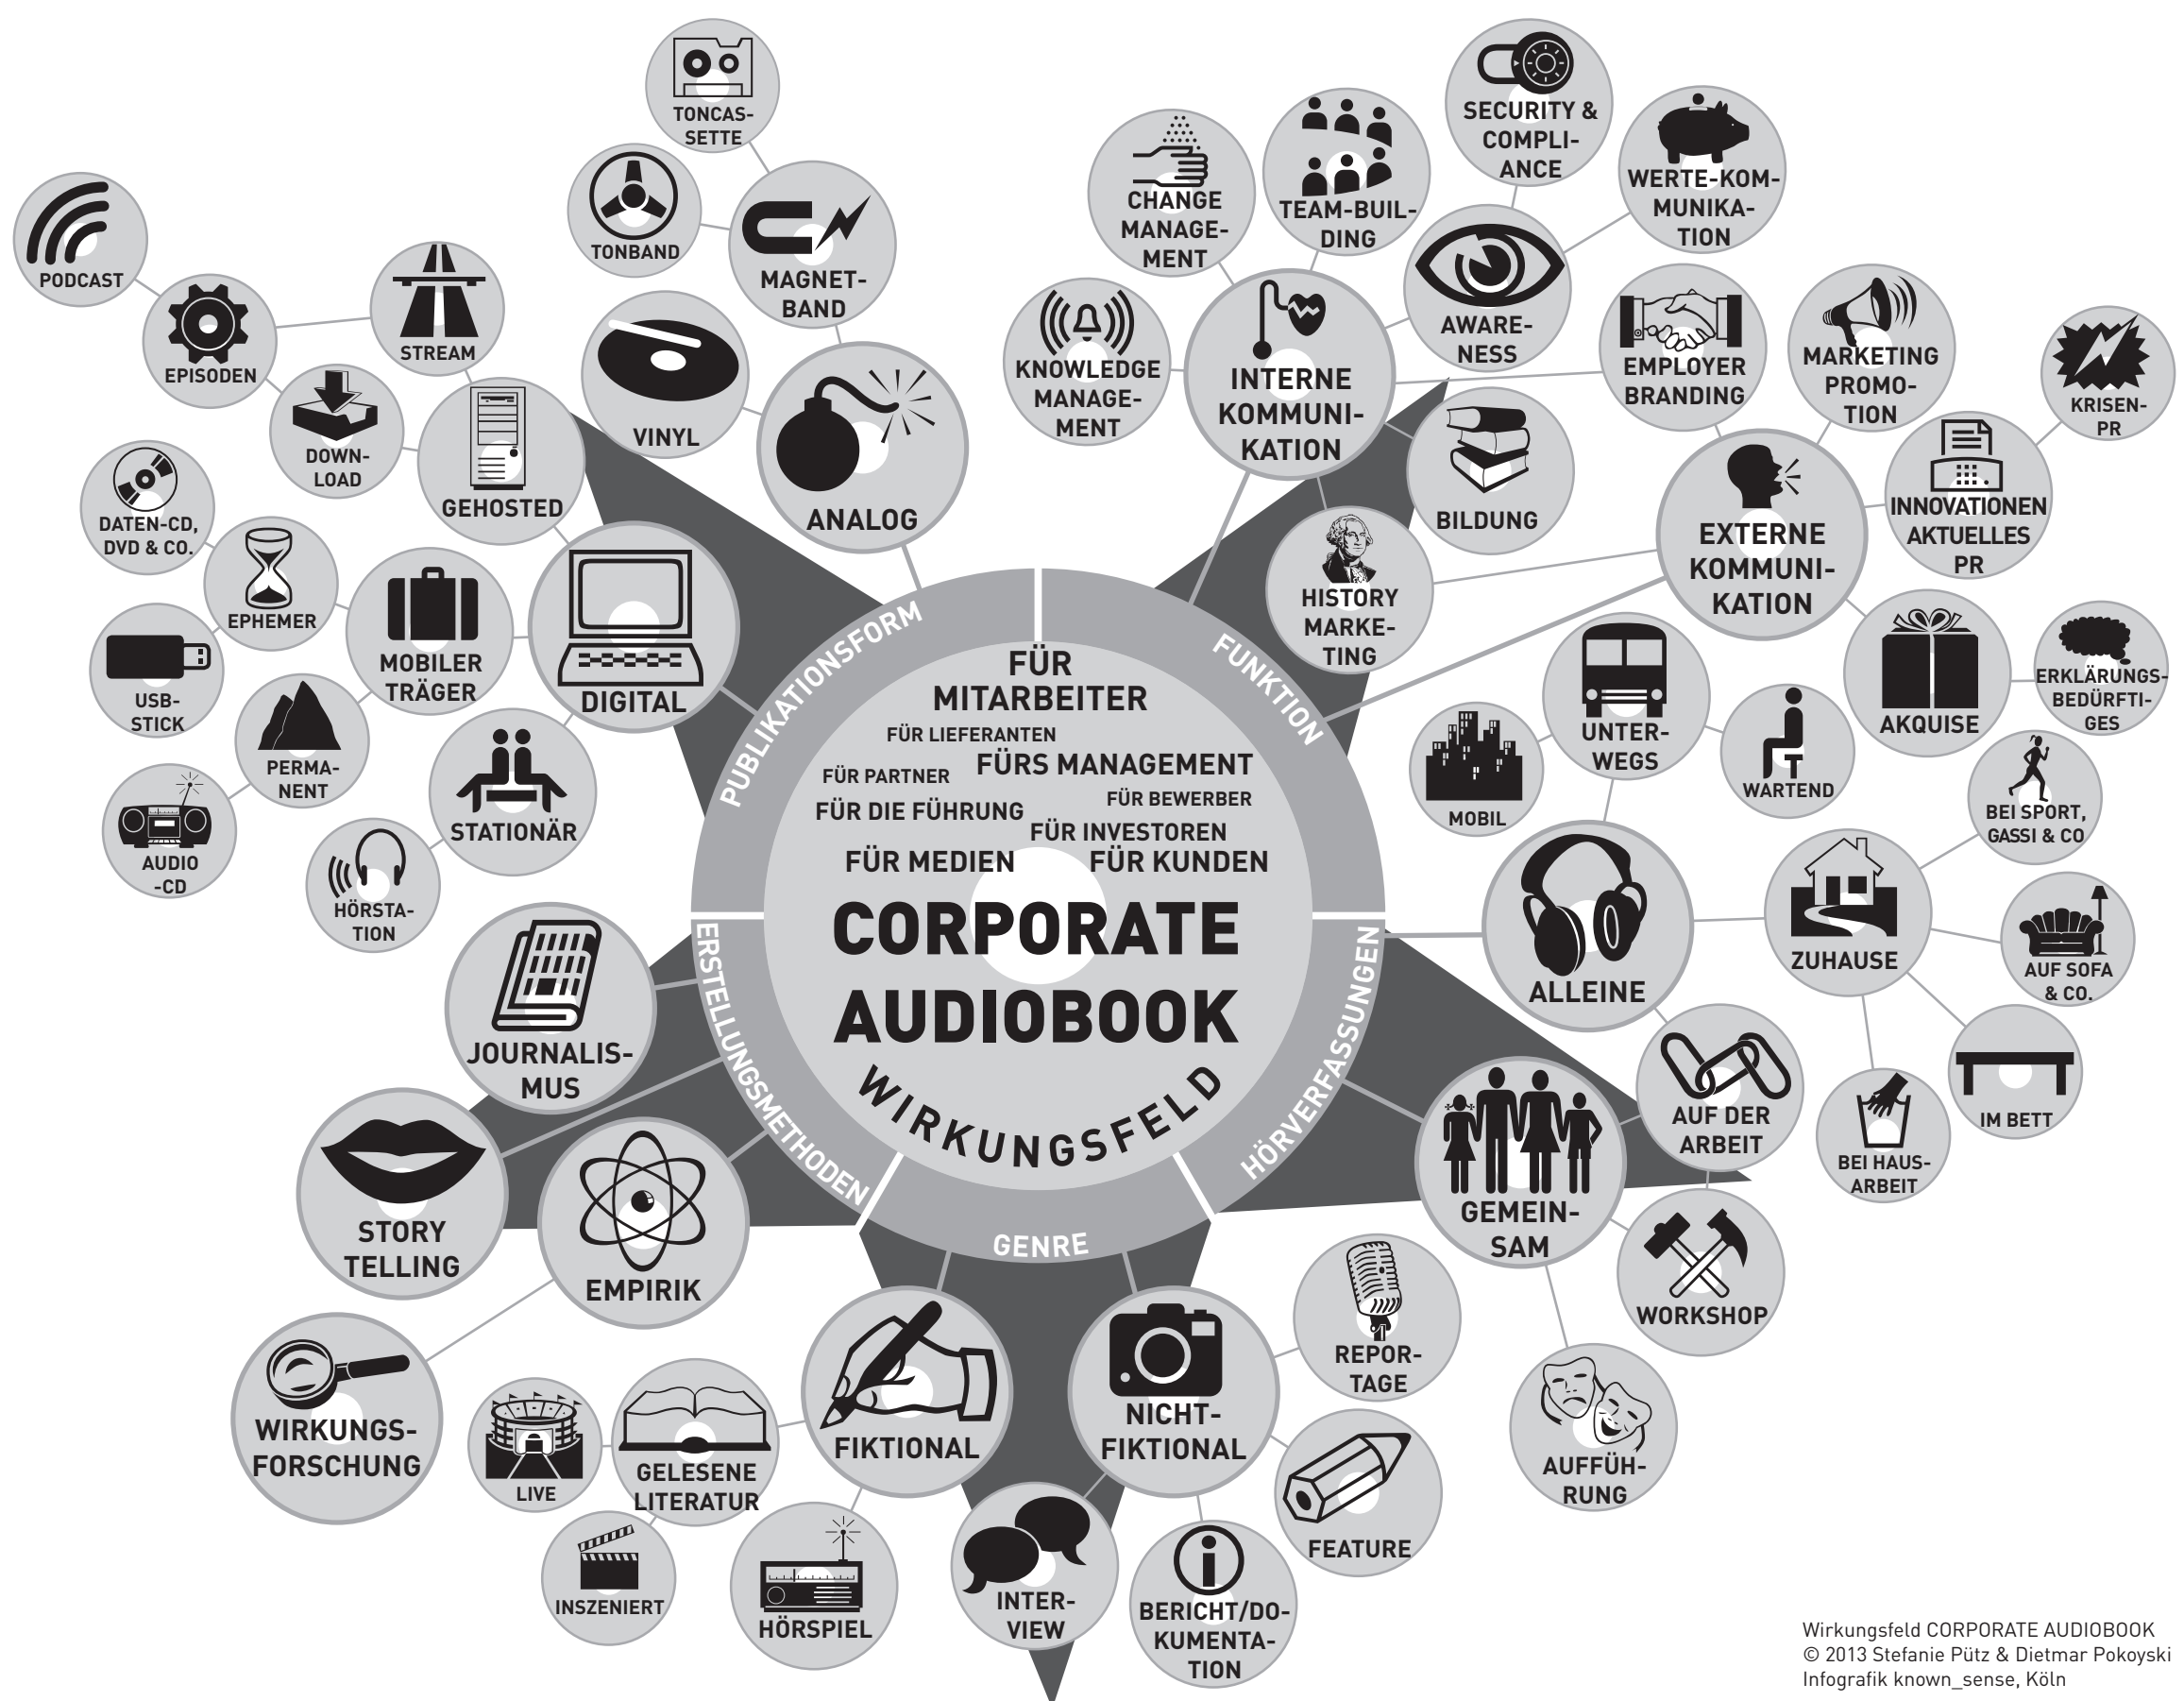 TONCAS-
SETTE
TONBAND
MAGNET-
BAND
VINYL
ANALOG
PODCAST
EPISODEN
STREAM
DOWN-
LOAD
GEHOSTED
DATEN-CD,
DVD & CO.
EPHEMER
USB-
STICK
MOBILER
TRÄGER
DIGITAL
PERMA-
NENT
AUDIO
-CD
STATIONÄR
HÖRSTA-
TION
CHANGE
MANAGE-
MENT
TEAM-BUIL-
DING
SECURITY &
COMPLI-
ANCE
WERTE-KOM-
MUNIKA-
TION
AWARE-
NESS
KNOWLEDGE
MANAGE-
MENT
INTERNE
KOMMUNI-
KATION
EMPLOYER
BRANDING
MARKETING
PROMO-
TION
KRISEN-
PR
BILDUNG
INNOVATIONEN
AKTUELLES
PR
EXTERNE
KOMMUNI-
KATION
HISTORY
MARKE-
TING
AKQUISE
ERKLÄRUNGS-
BEDÜRFTI-
GES
UNTER-
WEGS
MOBIL
WARTEND
BEI SPORT,
GASSI & CO
ALLEINE
ZUHAUSE
AUF SOFA
& CO.
IM BETT
BEI HAUS-
ARBEIT
AUF DER
ARBEIT
GEMEIN-
SAM
WORKSHOP
AUFFÜH-
RUNG
PUBLIKATIONSFORM
FUNKTION
FÜR
MITARBEITER
FÜR LIEFERANTEN
FÜRS MANAGEMENT
FÜR PARTNER
FÜR BEWERBER
FÜR DIE FÜHRUNG
FÜR INVESTOREN
FÜR MEDIEN
FÜR KUNDEN
CORPORATE
AUDIOBOOK
WIRKUNGSFELD
ERSTELLUNGSMETHODEN
HÖRVERFASSUNGEN
GENRE
JOURNALIS-
MUS
STORY
TELLING
EMPIRIK
WIRKUNGS-
FORSCHUNG
LIVE
GELESENE
LITERATUR
INSZENIERT
FIKTIONAL
HÖRSPIEL
NICHT-
FIKTIONAL
REPOR-
TAGE
FEATURE
INTER-
VIEW
BERICHT/DO-
KUMENTA-
TION
Wirkungsfeld CORPORATE AUDIOBOOK
© 2013 Stefanie Pütz & Dietmar Pokoyski
Infografik known_sense, Köln